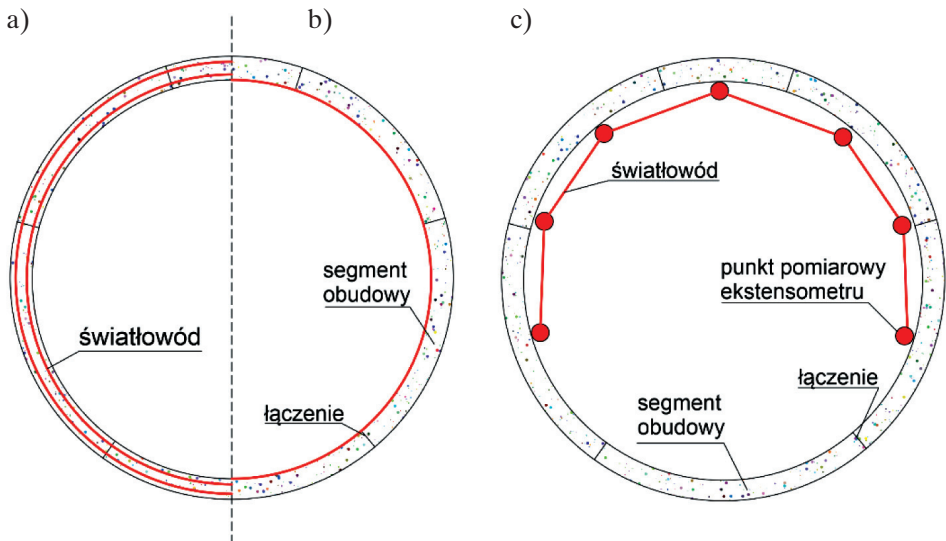 a)
b)
c)
światłowód
segment
obudowy
łączenie
światłowód
punkt pomiarowy
ekstensometru
łączenie
segment
obudowy